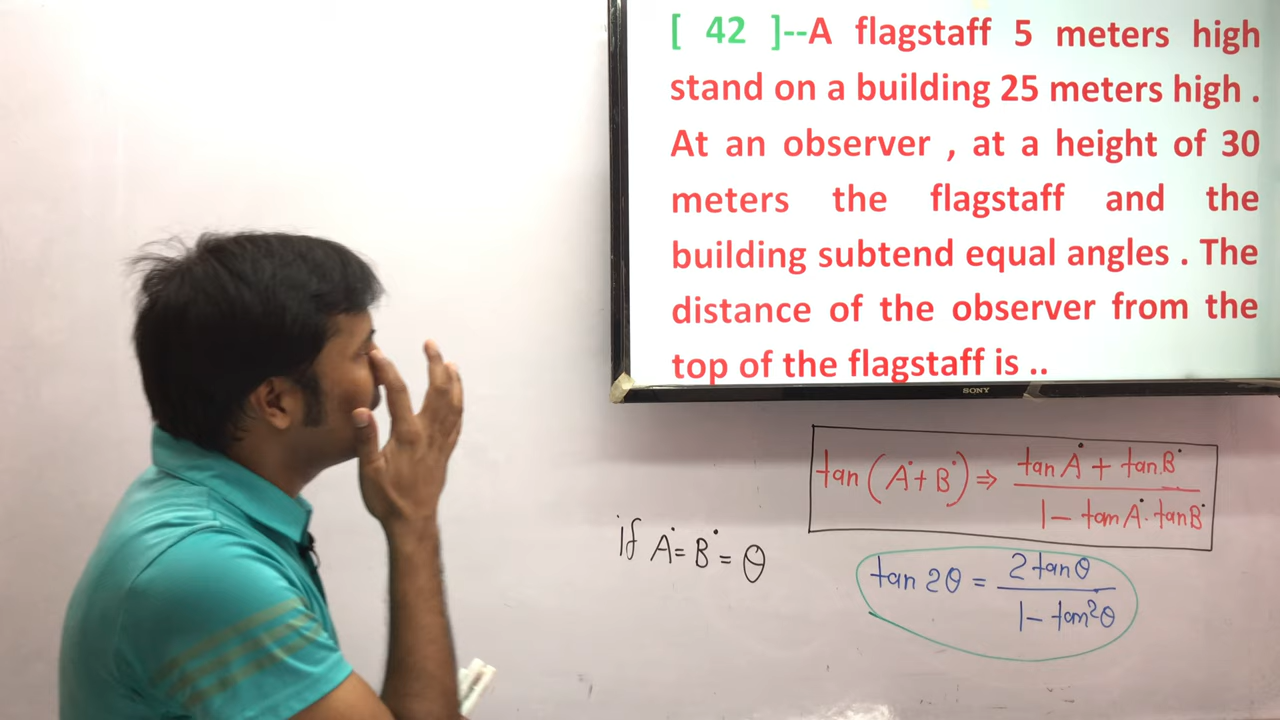 [ 42 ]--A flagstaff 5 meters high
stand on a building 25 meters high .
At an observer , at a height of 30
meters the flagstaff and the
building subtend equal angles . The
distance of the observer from the
top of the flagstaff is ..
SONY
tan (A + B) ⇒ tan A + tan B / 1 - tan A · tan B
if A = B = θ
tan 2θ = 2 tan θ / 1 - tan²θ